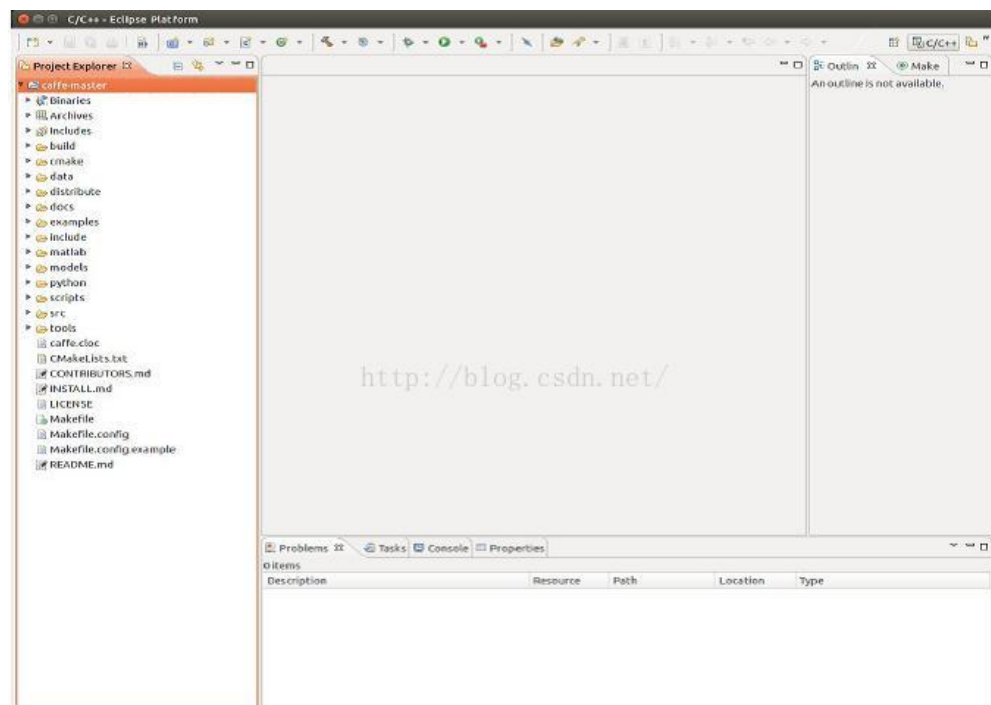 C/C++ - Eclipse Platform
C/C++
Project Explorer
Outlin
Make
An outline is not available.
caffe-master
Binaries
Archives
Includes
build
cmake
data
distribute
docs
examples
include
matlab
models
python
scripts
src
tools
caffe.cloc
CMakeLists.txt
CONTRIBUTORS.md
INSTALL.md
LICENSE
Makefile
Makefile.config
Makefile.config.example
README.md
http://blog.csdn.net/
Problems
Tasks
Console
Properties
0 items
Description
Resource
Path
Location
Type